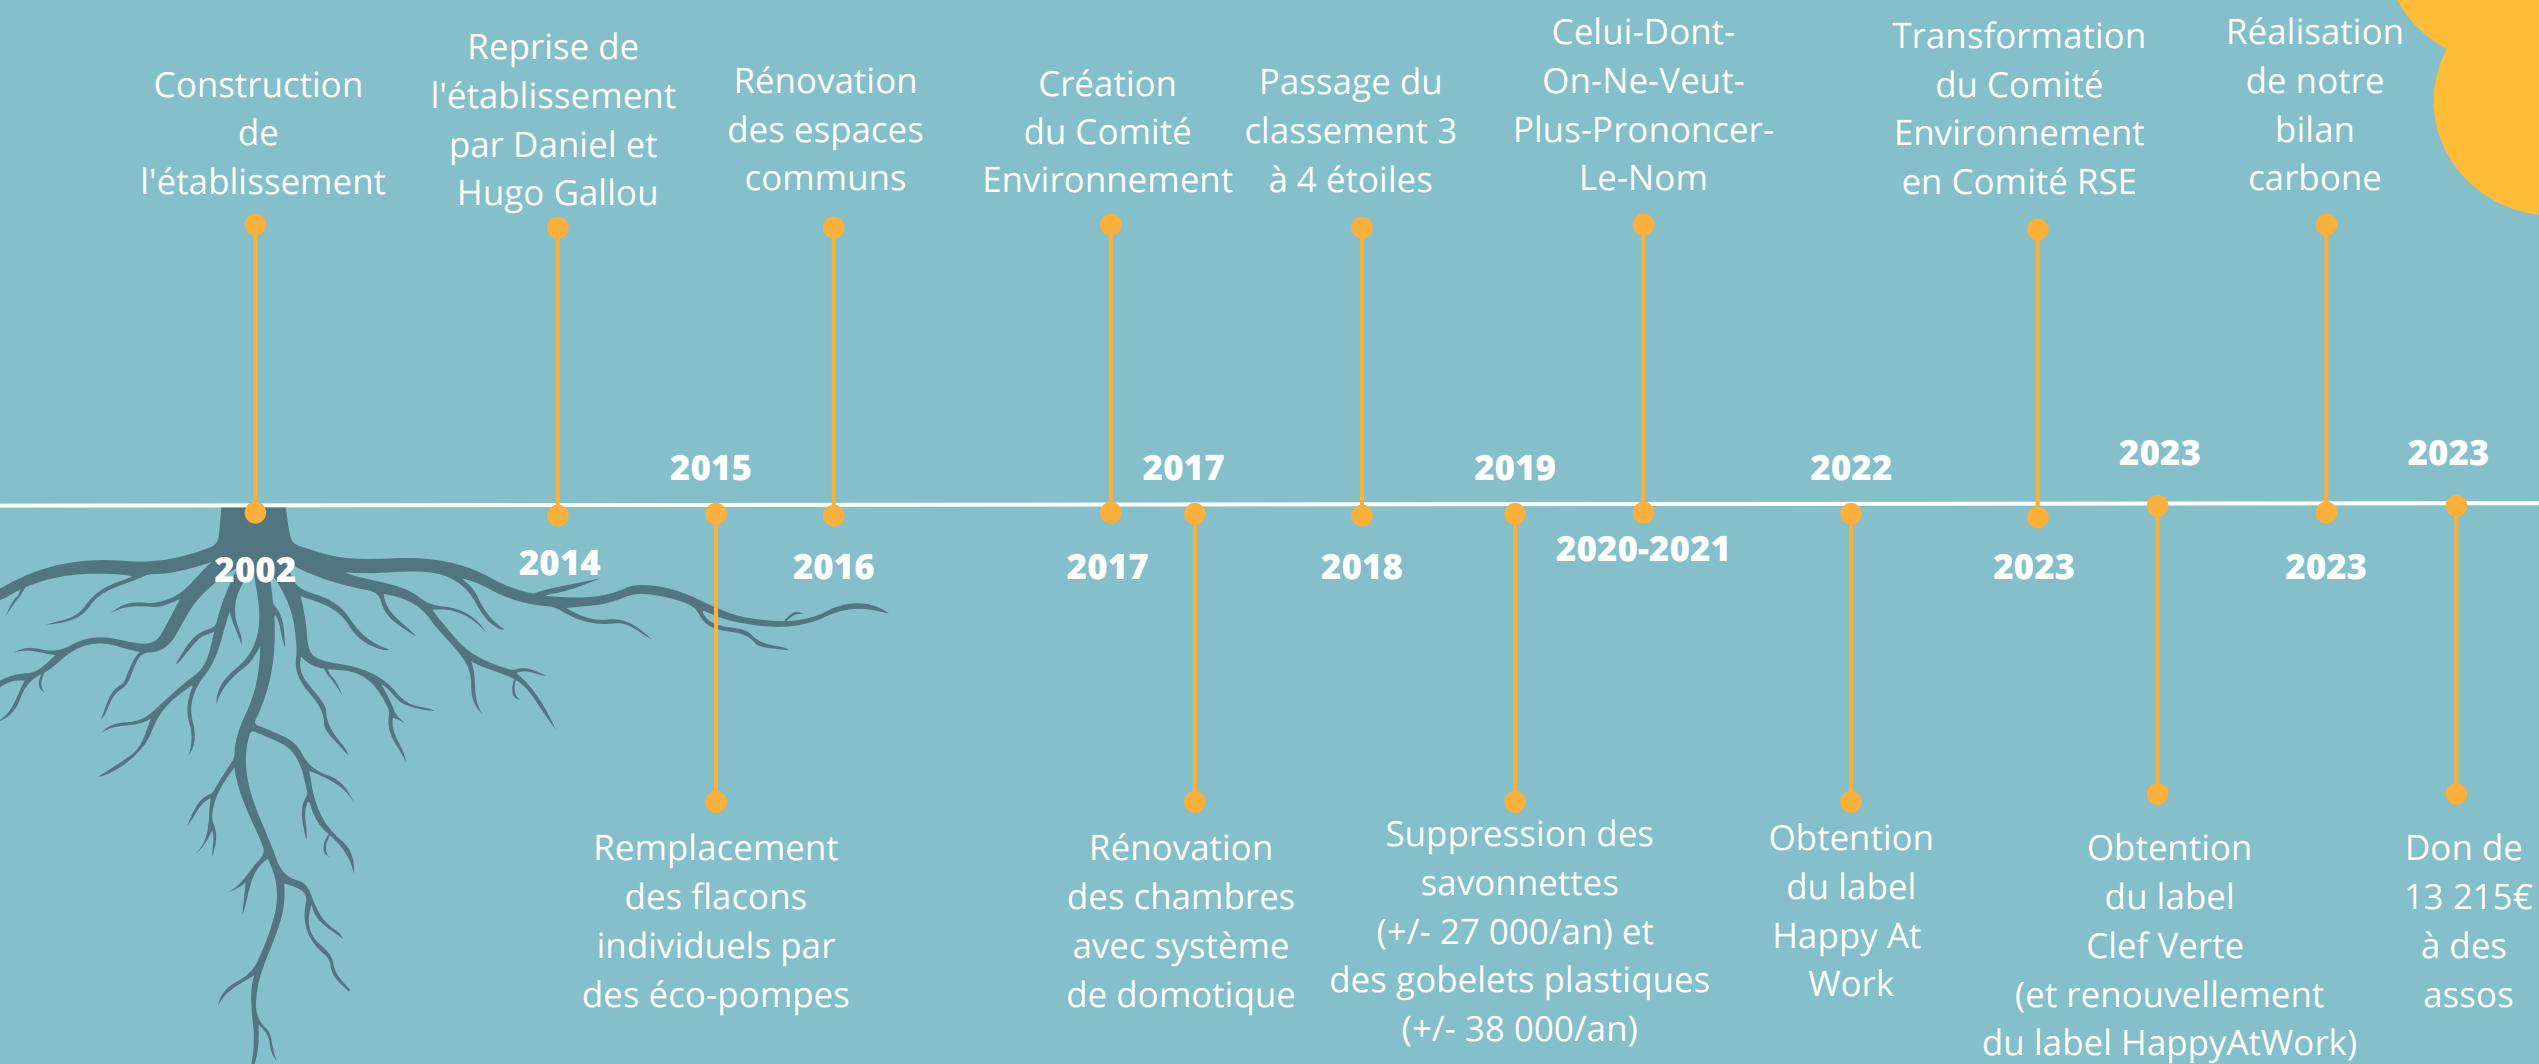 Construction
de
l'établissement
2002
Reprise de
l'établissement
par Daniel et
Hugo Gallou
2014
2015
Remplacement
des flacons
individuels par
des éco-pompes
Rénovation
des espaces
communs
2016
Création
du Comité
Environnement
2017
2017
Rénovation
des chambres
avec système
de domotique
Passage du
classement 3
à 4 étoiles
2018
2019
Suppression des
savonnettes
(+/- 27 000/an) et
des gobelets plastiques
(+/- 38 000/an)
Celui-Dont-
On-Ne-Veut-
Plus-Prononcer-
Le-Nom
2020-2021
2022
Obtention
du label
Happy At
Work
Transformation
du Comité
Environnement
en Comité RSE
2023
2023
Obtention
du label
Clef Verte
(et renouvellement
du label HappyAtWork)
Réalisation
de notre
bilan
carbone
2023
2023
Don de
13 215€
à des
assos